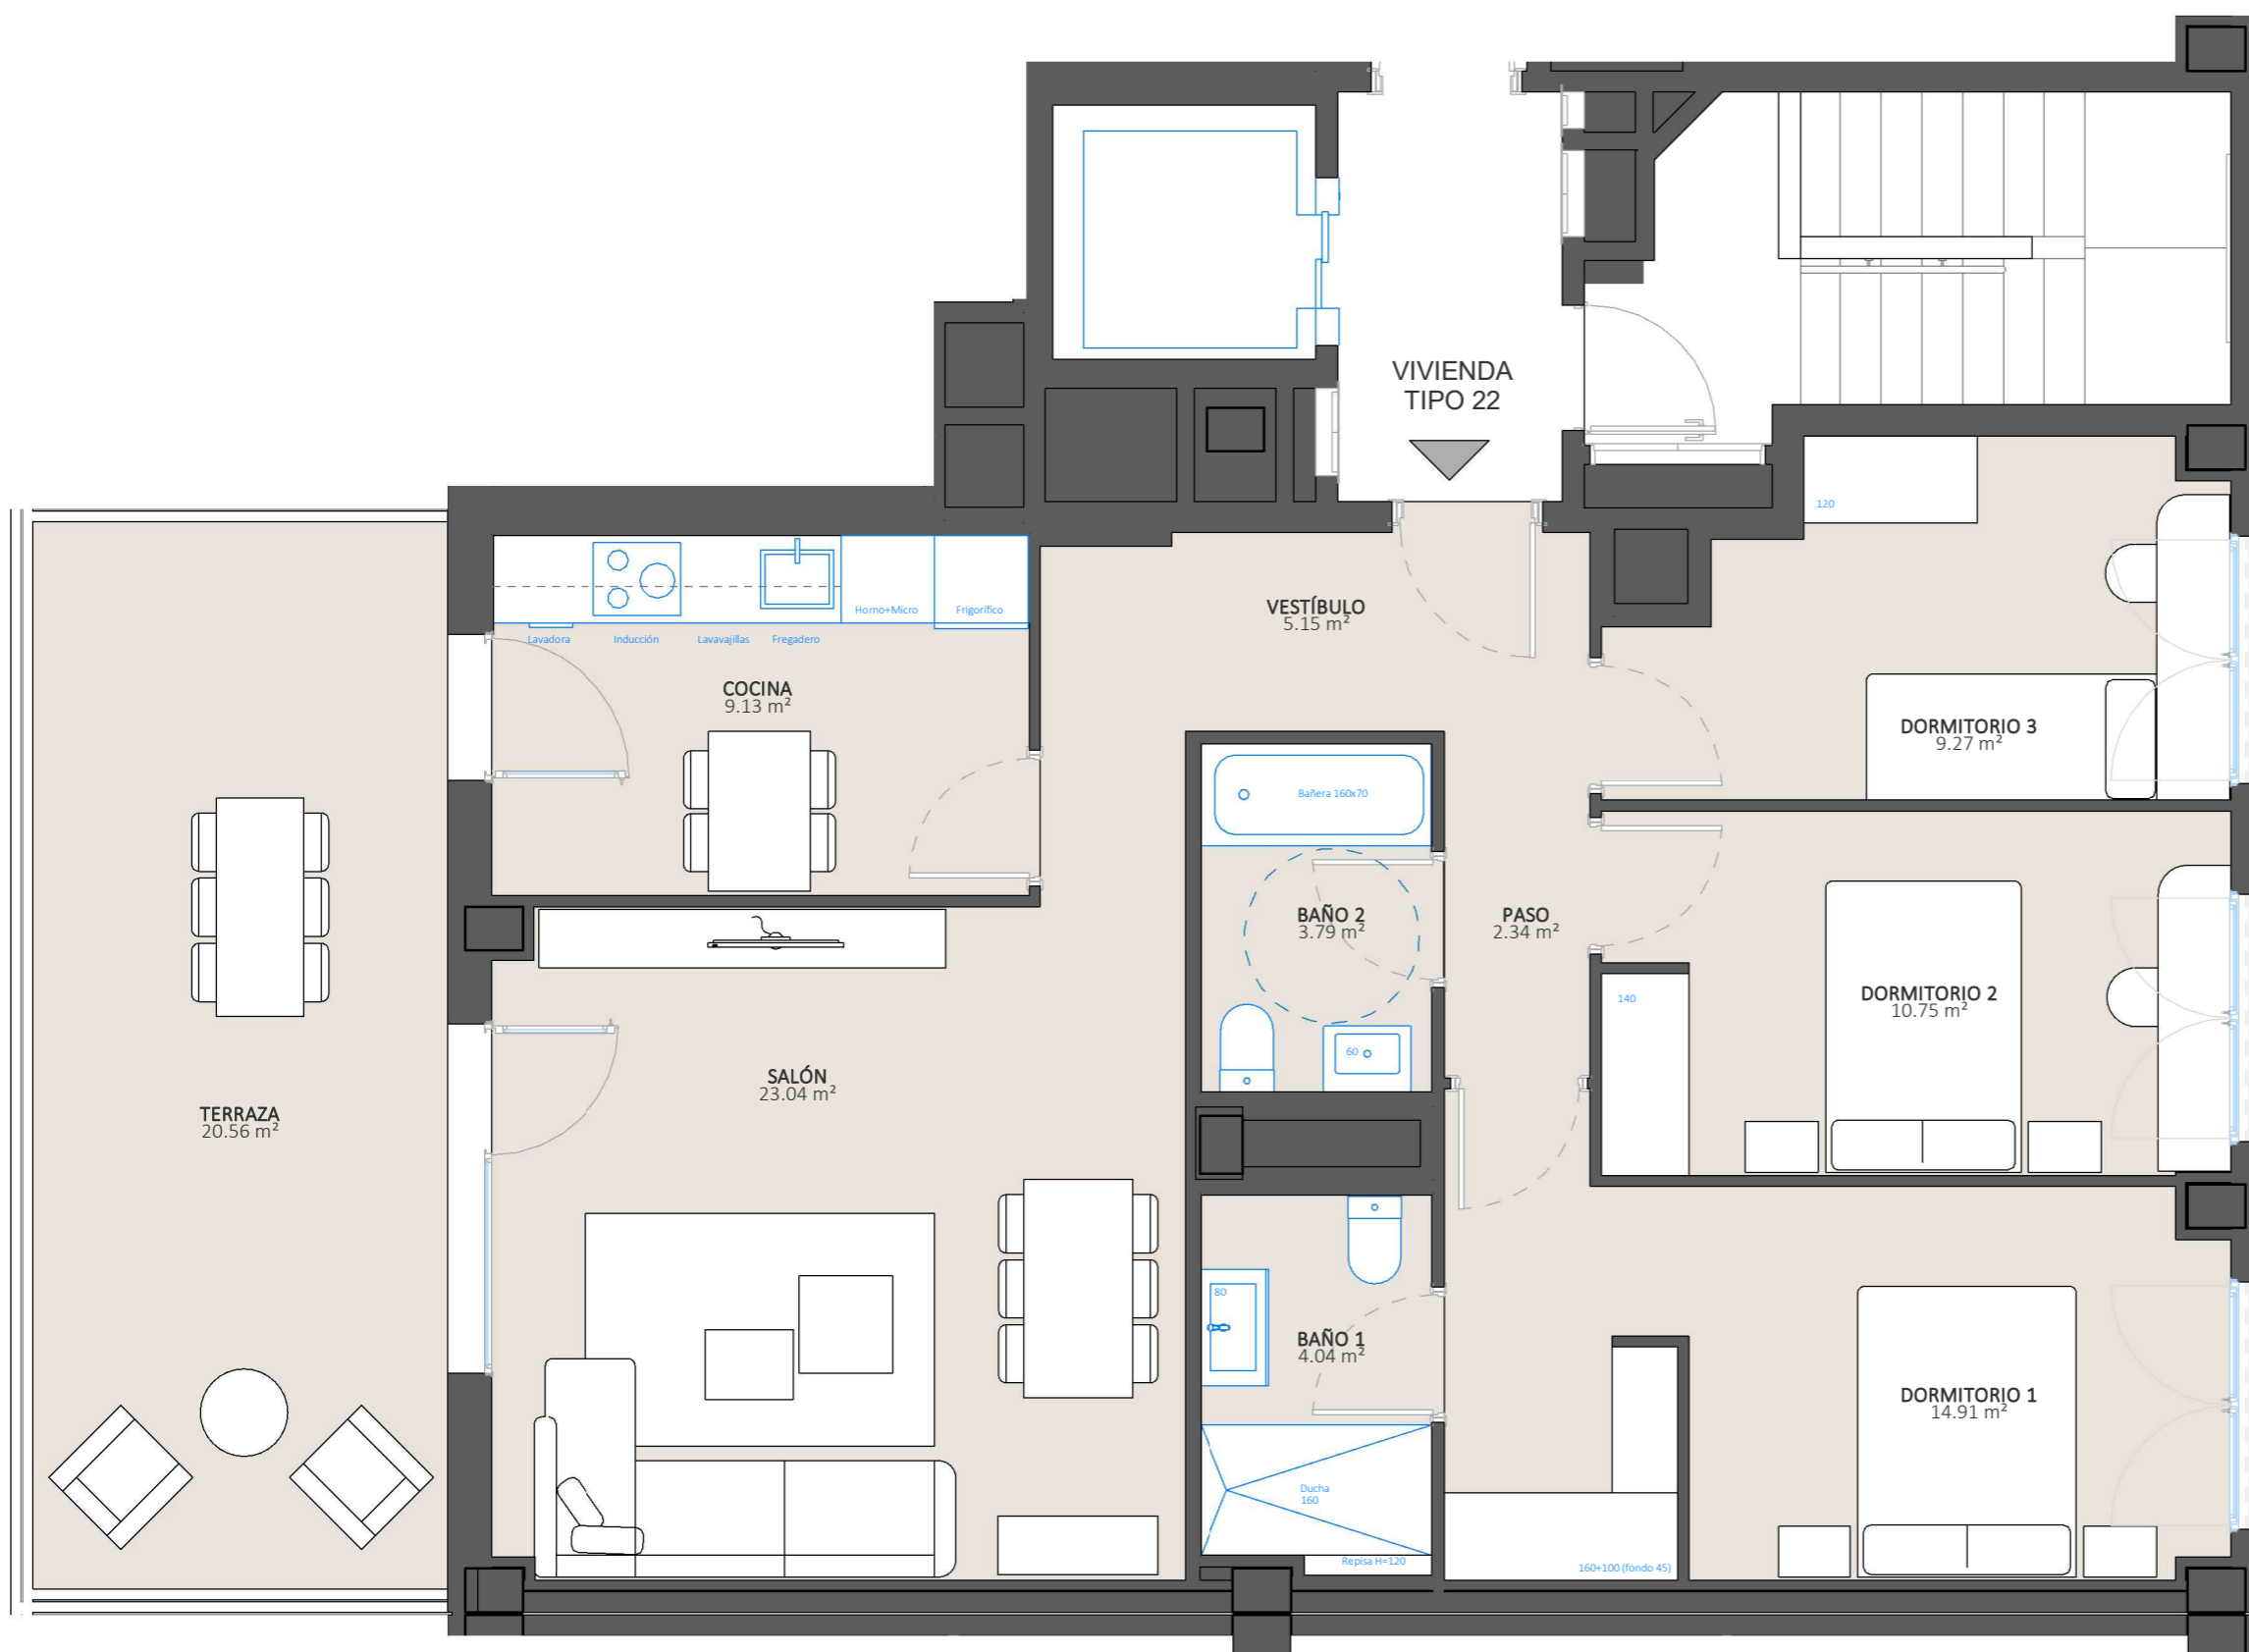 VIVIENDA
TIPO 22
120
VESTÍBULO
5.15 m²
Horno+Micro
Frigorífico
Lavadora
Inducción
Lavavajillas
Fregadero
COCINA
9.13 m²
DORMITORIO 3
9.27 m²
Bañera 160x70
BAÑO 2
3.79 m²
PASO
2.34 m²
140
DORMITORIO 2
10.75 m²
60
SALÓN
23.04 m²
TERRAZA
20.56 m²
80
BAÑO 1
4.04 m²
DORMITORIO 1
14.91 m²
Ducha
160
Repisa H=120
160+100 (fondo 45)